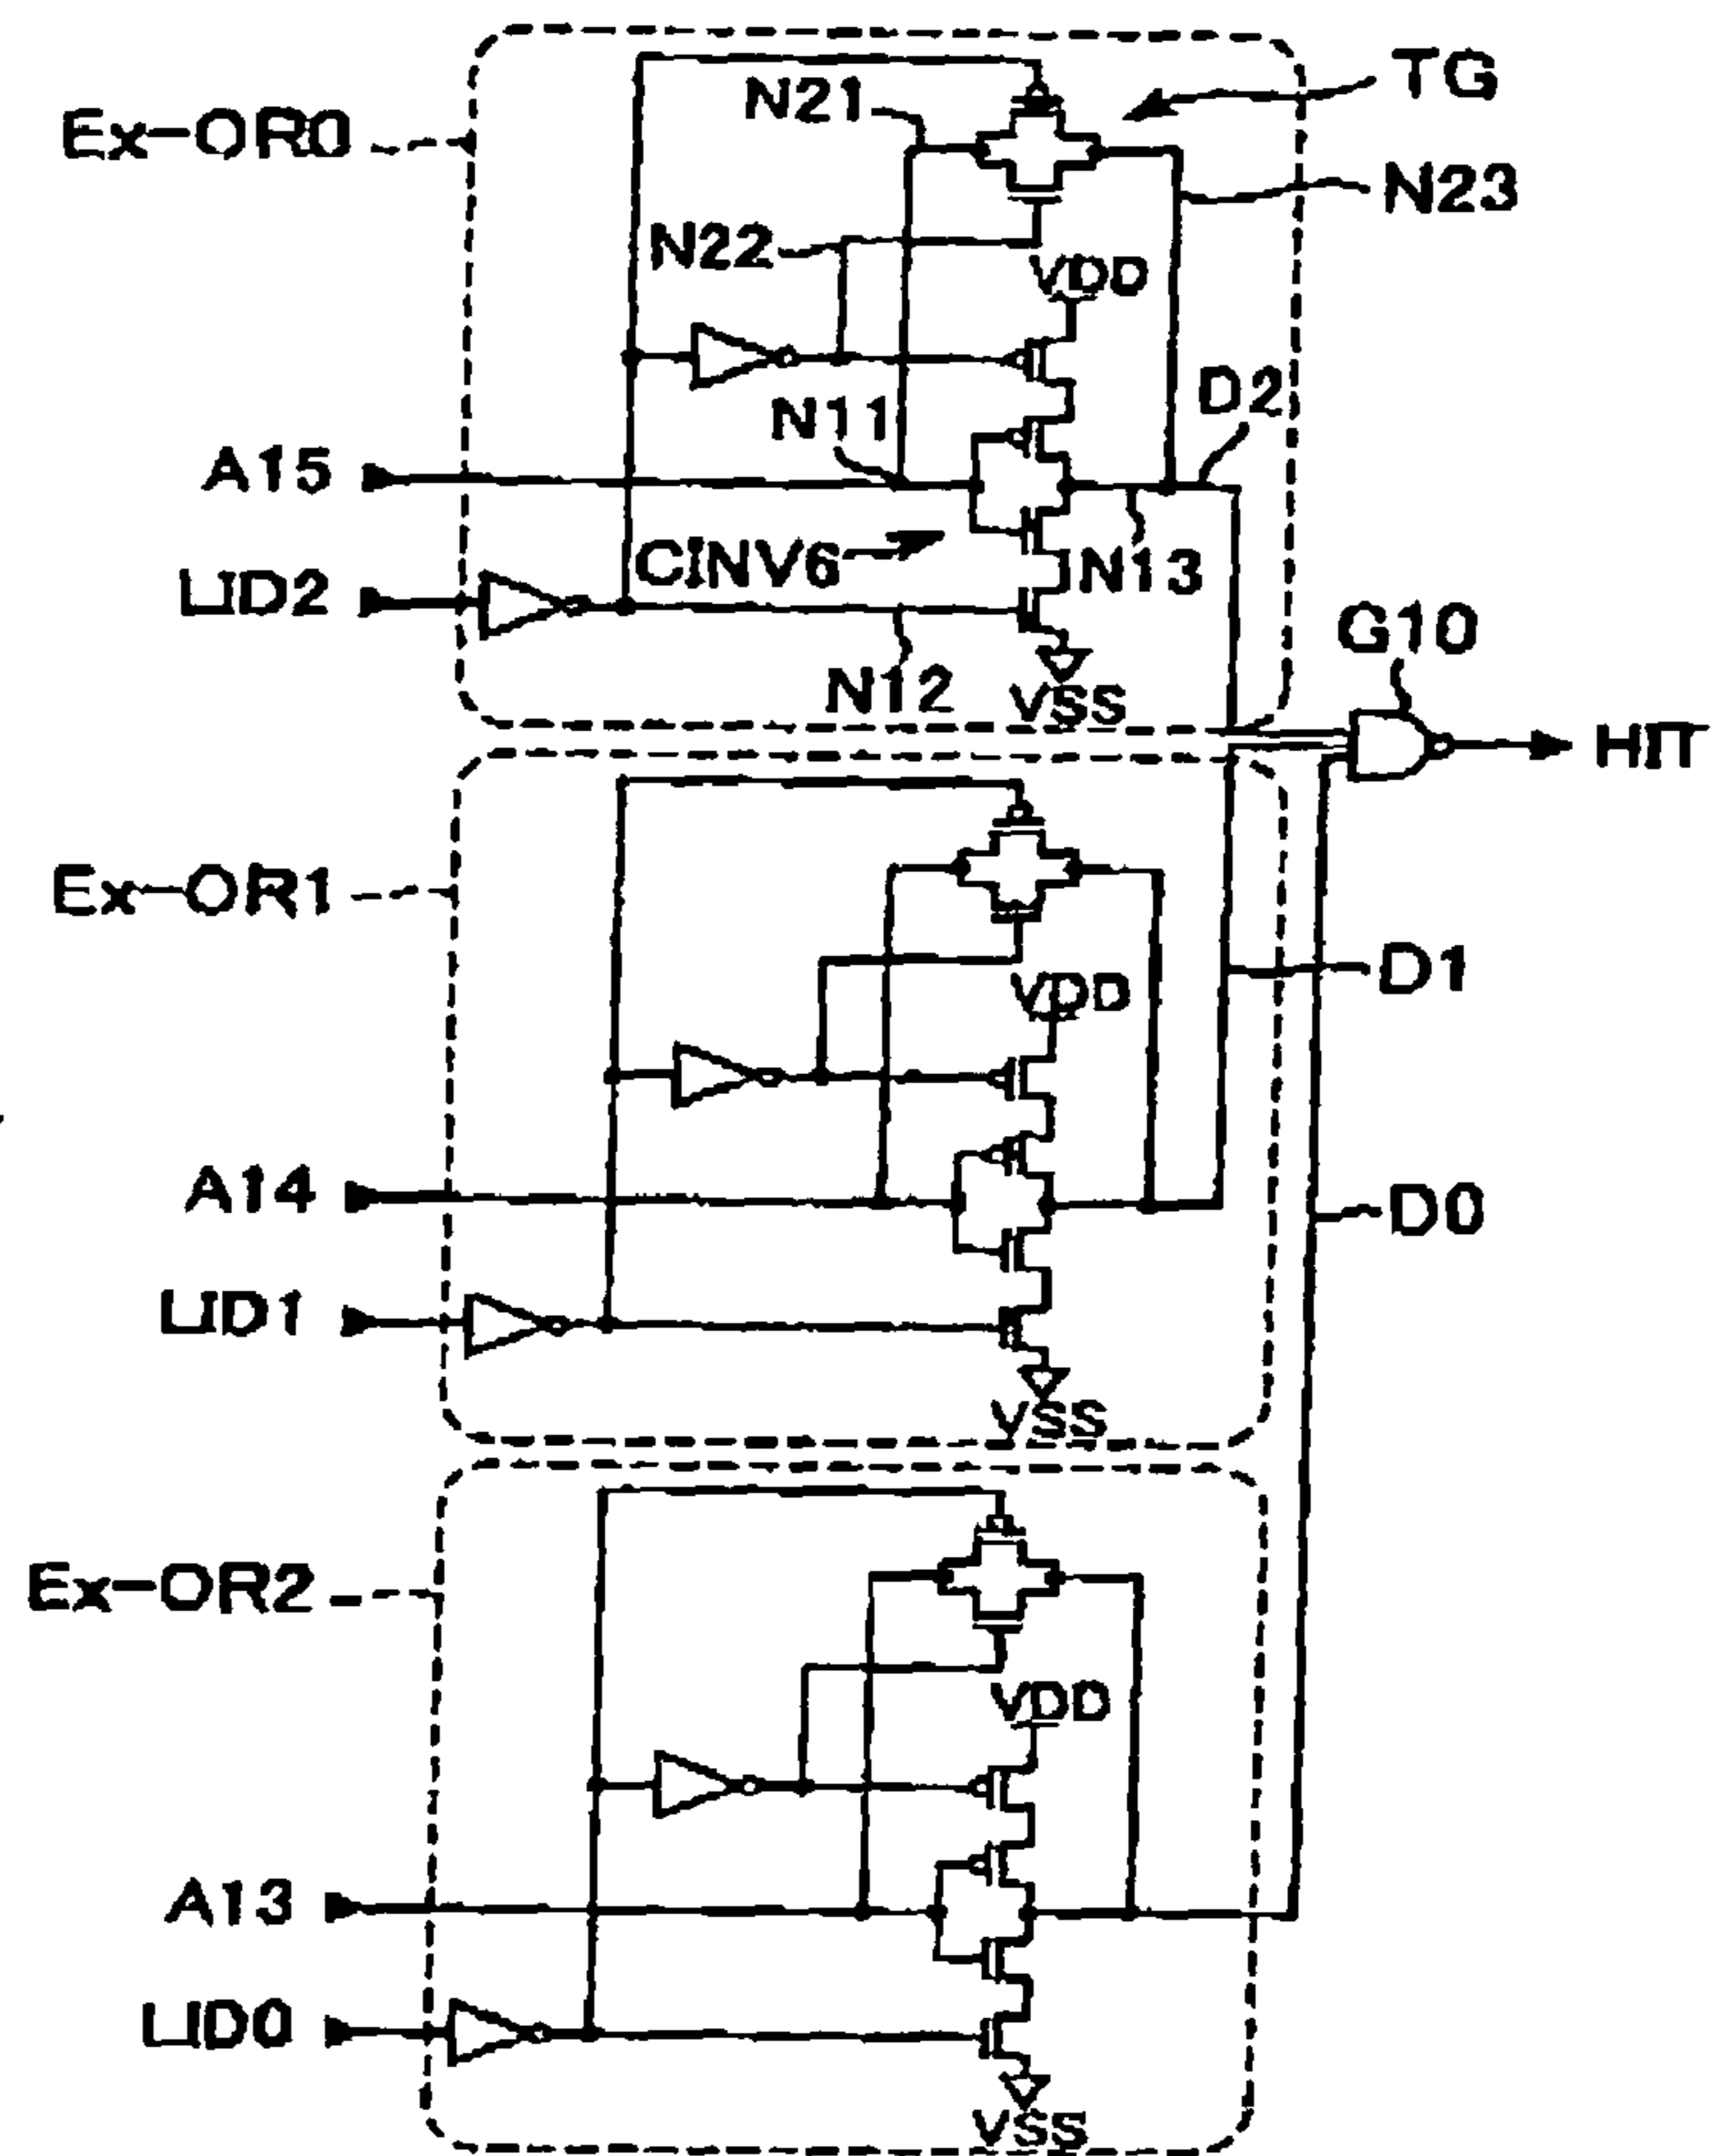 TG
N21
Ex-OR0
N23
N22
VDD
D2
N11
A15
CINV6
N13
LID2
G10
N12
VSS
HIT
Ex-OR1
D1
VDD
A14
D0
LID1
VSS
Ex-OR2
VDD
A13
LID0
VSS